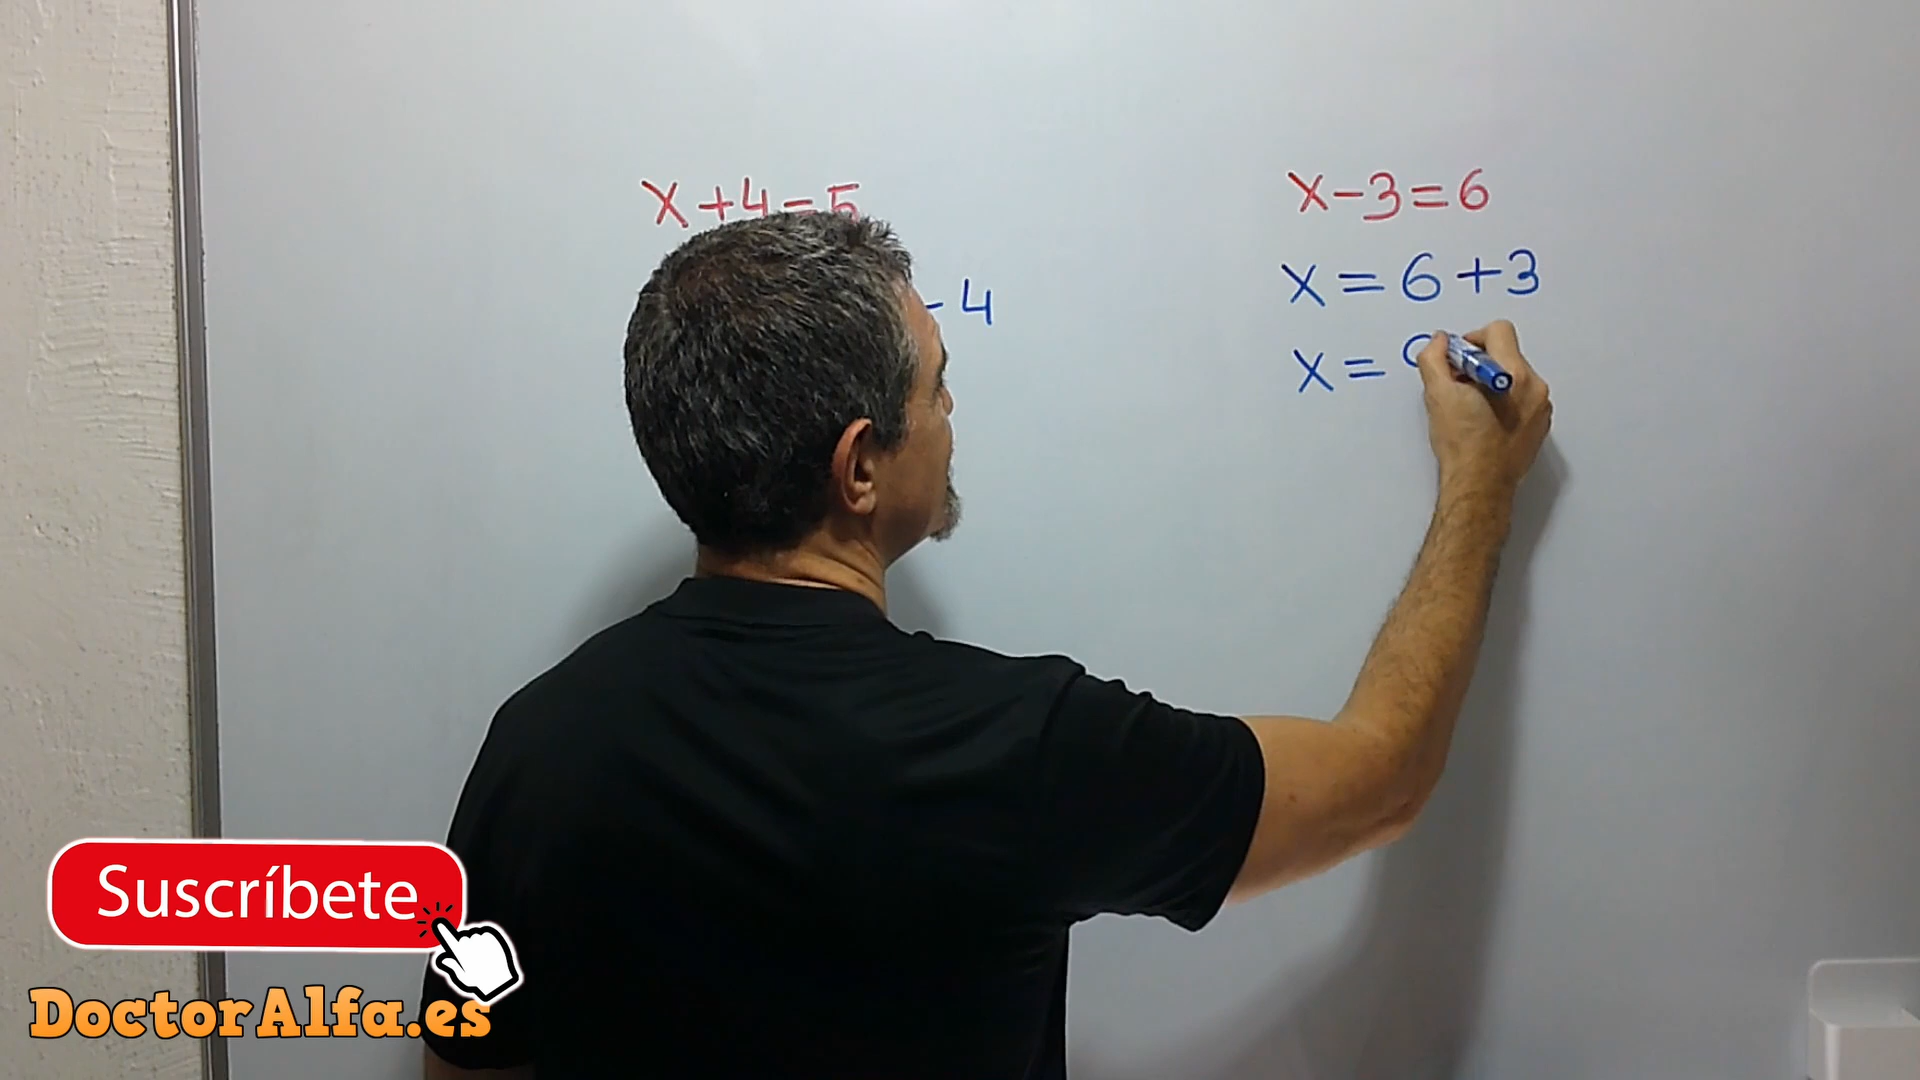 x+4=5
- 4
x-3=6
x=6+3
x=
Suscríbete
DoctorAlfa.es